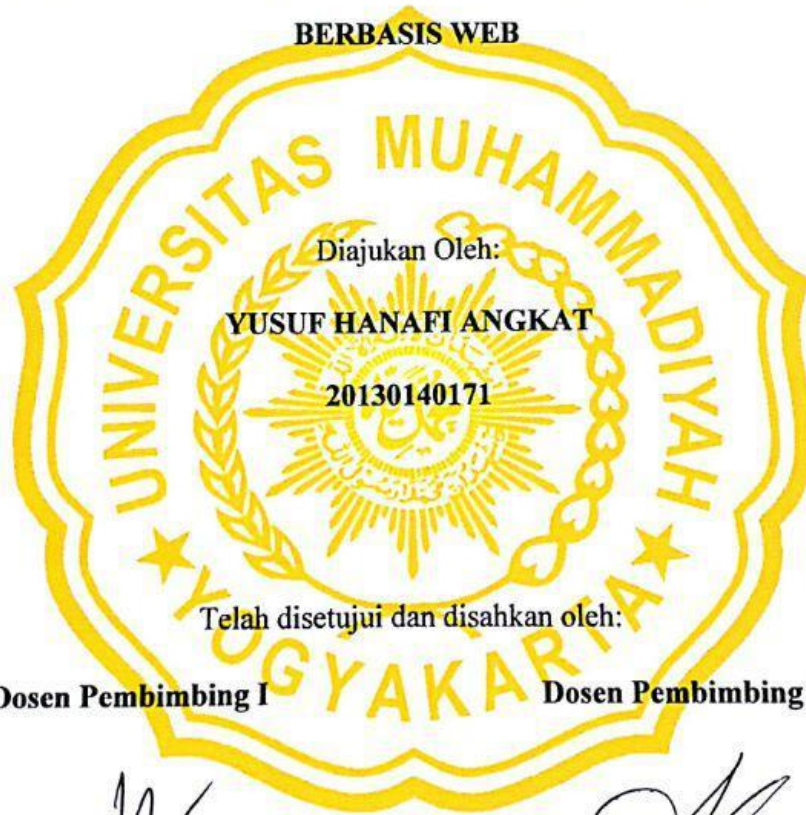 BERBASIS WEB
UNIVERSITAS MUHAMMADIYAH
Diajukan Oleh:
YUSUF HANAFI ANGKAT
20130140171
Telah disetujui dan disahkan oleh:
YOGYAKARTA
Dosen Pembimbing I
Dosen Pembimbing